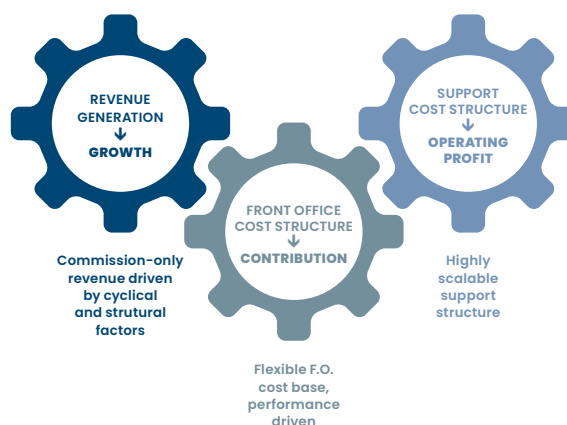 REVENUE
GENERATION
GROWTH
Commission-only
revenue driven
by cyclical
and strutural
factors
FRONT OFFICE
COST STRUCTURE
CONTRIBUTION
Flexible F.O.
cost base,
performance
driven
SUPPORT
COST STRUCTURE
OPERATING
PROFIT
Highly
scalable
support
structure